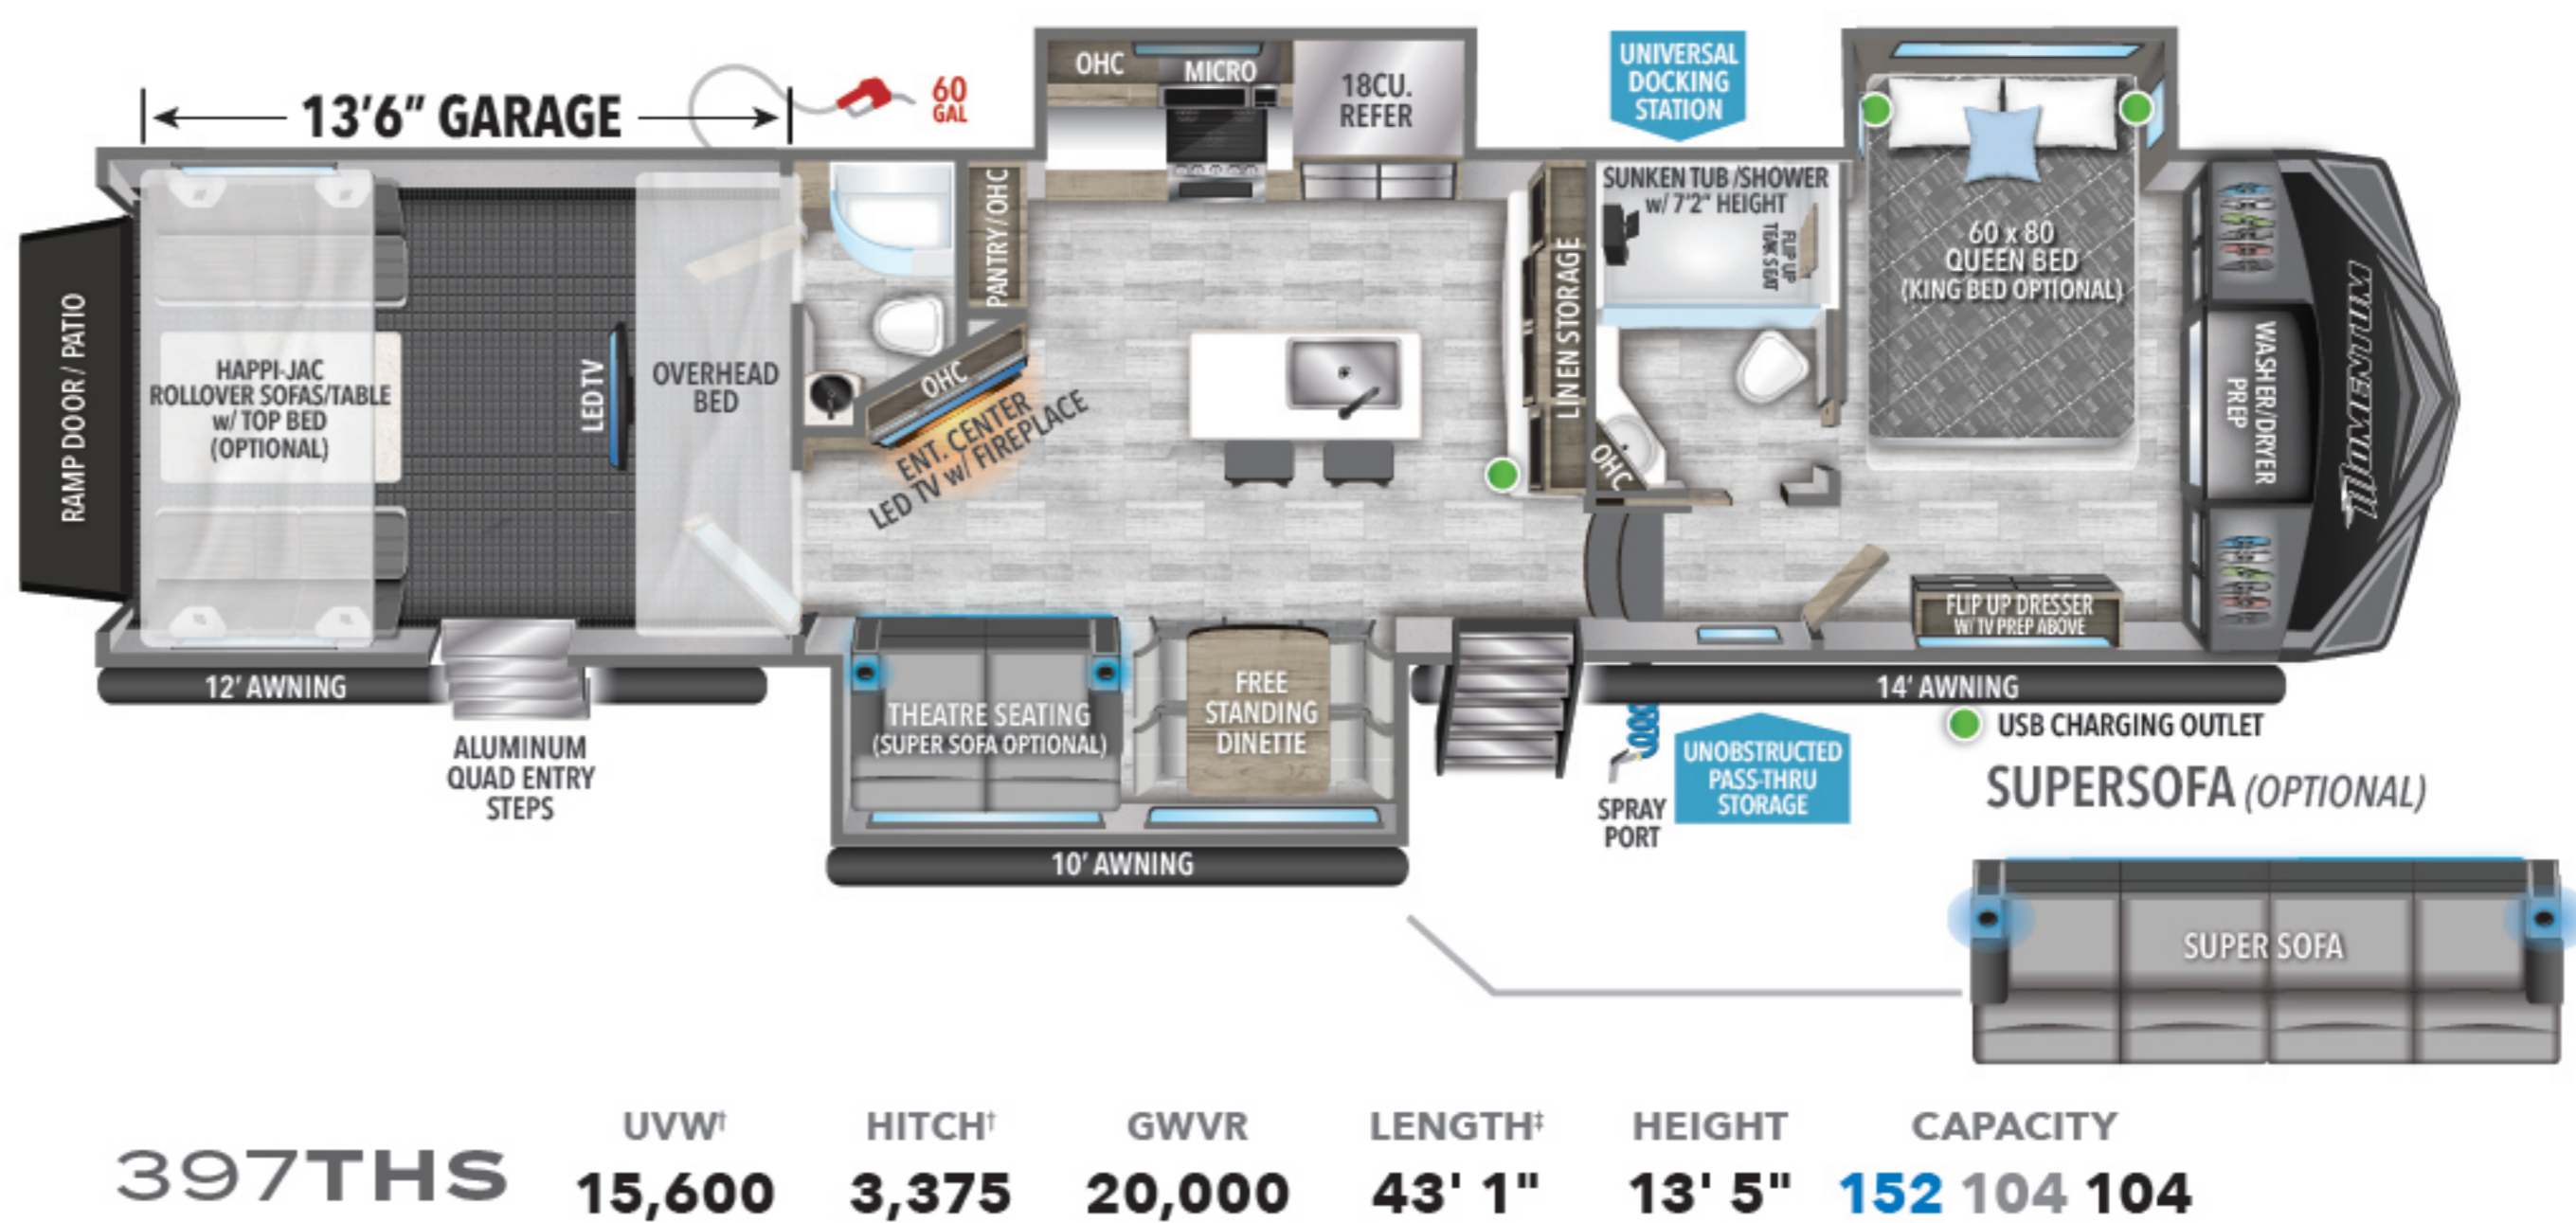 13'6" GARAGE
60
GAL
OHC
MICRO
18CU.
REFER
UNIVERSAL
DOCKING
STATION
RAMP DOOR / PATIO
HAPPI-JAC
ROLLOVER SOFAS/TABLE
w/ TOP BED
(OPTIONAL)
LED TV
OVERHEAD
BED
PANTRY/OHC
OHC
ENT. CENTER
LED TV w/ FIREPLACE
LINEN STORAGE
SUNKEN TUB /SHOWER
w/ 7'2" HEIGHT
FLIP UP
TEAK SEAT
OHC
60 x 80
QUEEN BED
(KING BED OPTIONAL)
WASHER/DRYER
PREP
MOMENTUM
FLIP UP DRESSER
W/ TV PREP ABOVE
12' AWNING
ALUMINUM
QUAD ENTRY
STEPS
THEATRE SEATING
(SUPER SOFA OPTIONAL)
FREE
STANDING
DINETTE
10' AWNING
14' AWNING
SPRAY
PORT
UNOBSTRUCTED
PASS-THRU
STORAGE
USB CHARGING OUTLET
SUPERSOFA (OPTIONAL)
SUPER SOFA
UVW† HITCH† GWVR LENGTH‡ HEIGHT CAPACITY
397THS 15,600 3,375 20,000 43' 1" 13' 5" 152 104 104